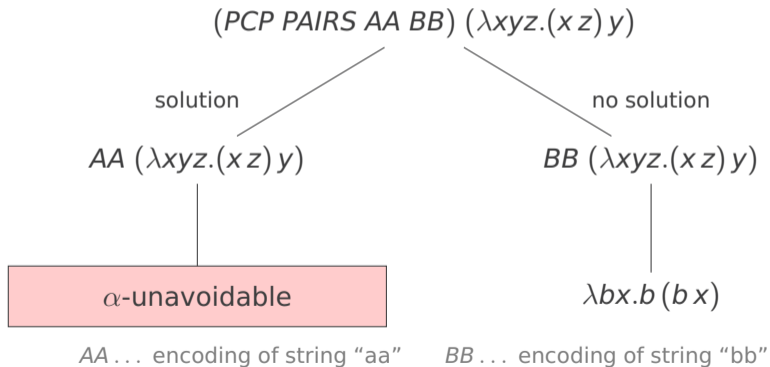 (PCP PAIRS AA BB) (λxyz.(x z) y)
solution
no solution
AA (λxyz.(x z) y)
BB (λxyz.(x z) y)
α-unavoidable
λbx.b (b x)
AA ... encoding of string “aa”
BB ... encoding of string “bb”